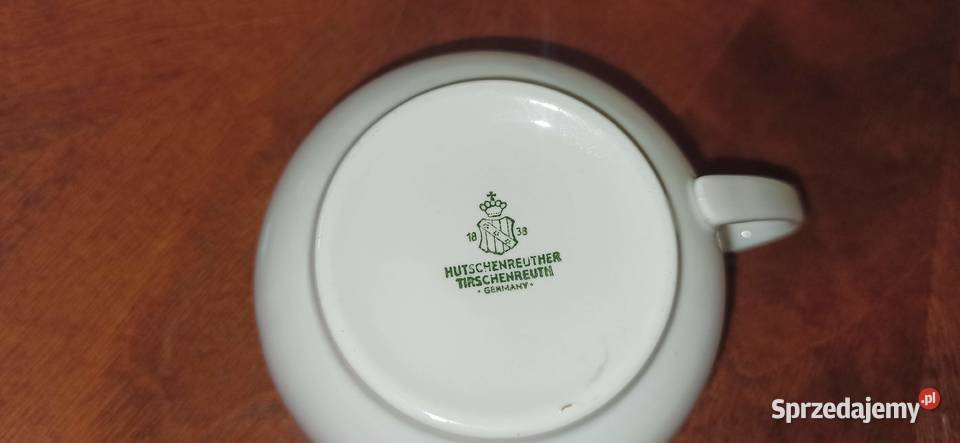 18 38
HUTSCHENREUTHER
TIRSCHENREUTH
· GERMANY ·
Sprzedajemy.pl